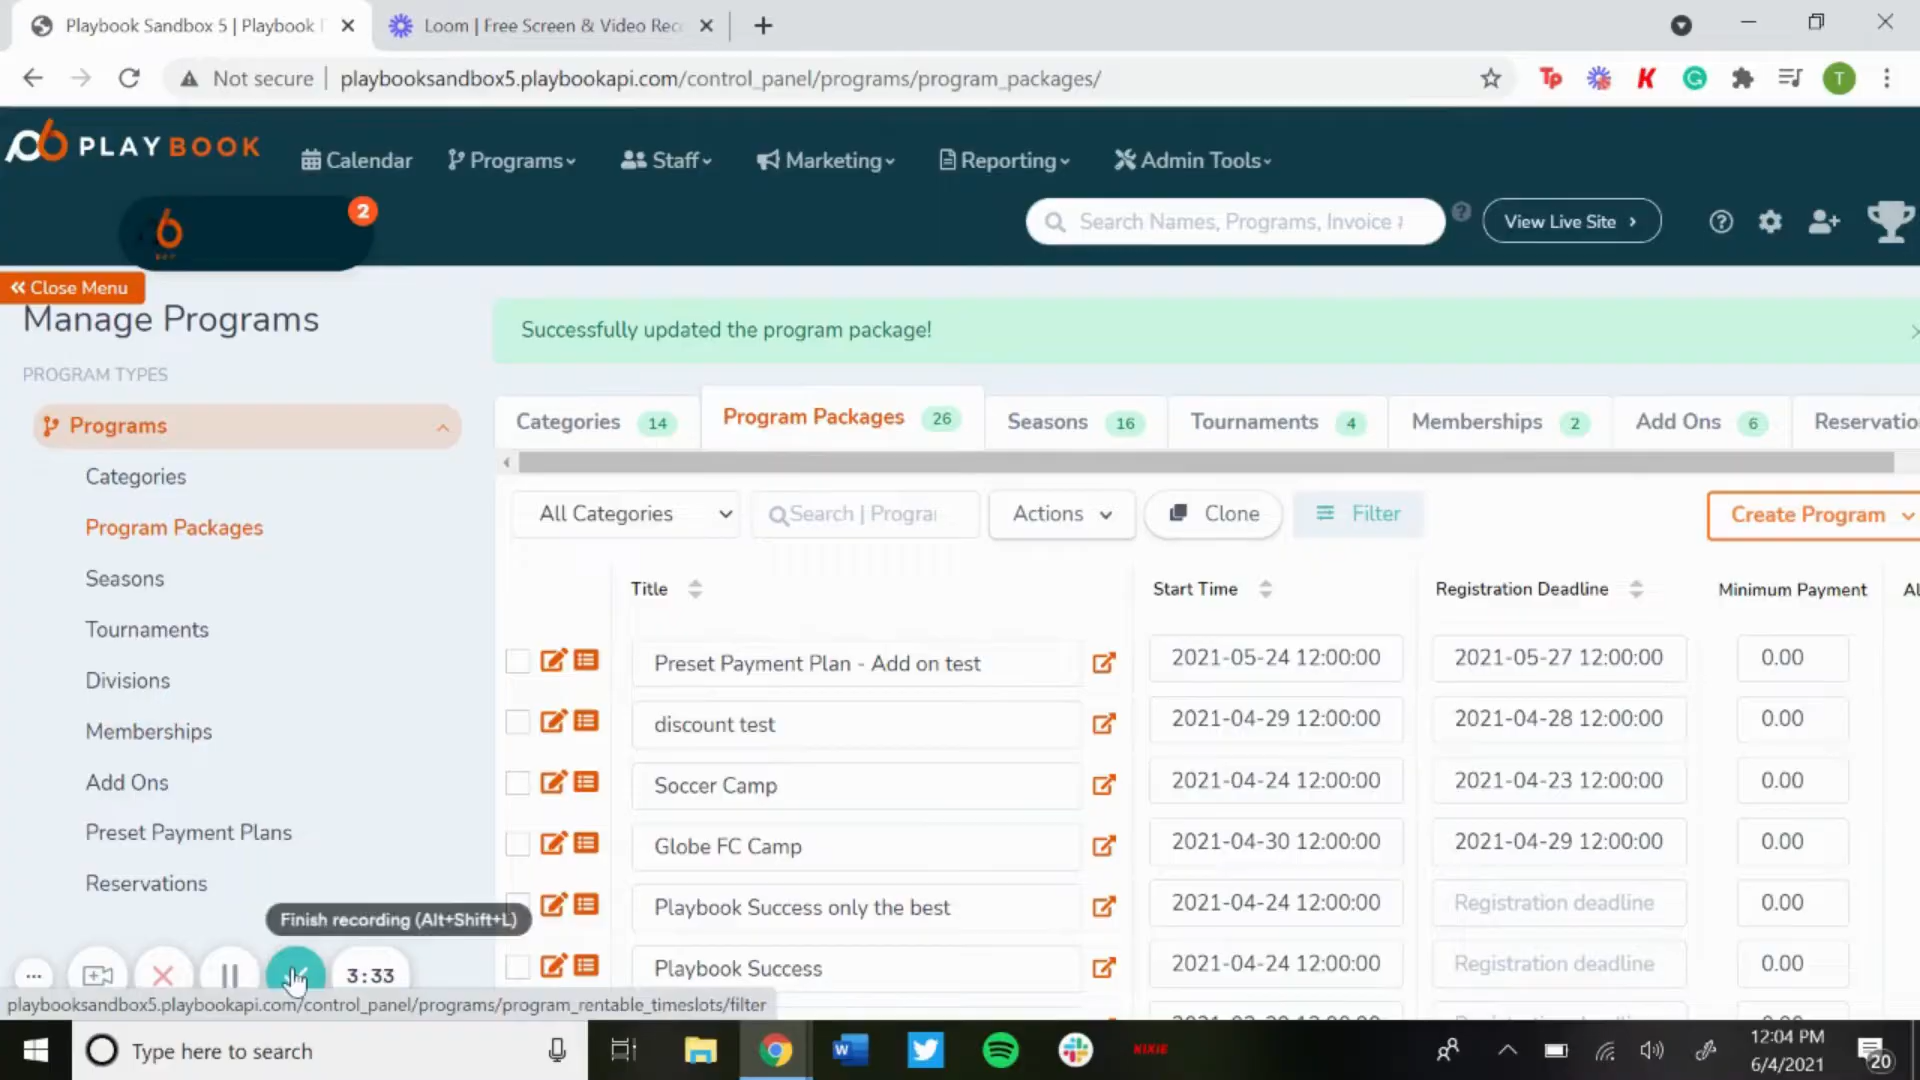 Playbook Sandbox 5 | Playbook
Loom | Free Screen & Video Rec
Not secure
playbooksandbox5.playbookapi.com/control_panel/programs/program_packages/
Tp
K
T
PLAYBOOK
Calendar
Programs
Staff
Marketing
Reporting
Admin Tools
2
Search Names, Programs, Invoice
View Live Site
Close Menu
Manage Programs
Successfully updated the program package!
PROGRAM TYPES
Programs
Categories
Program Packages
Seasons
Tournaments
Divisions
Memberships
Add Ons
Preset Payment Plans
Reservations
Categories 14
Program Packages 26
Seasons 16
Tournaments 4
Memberships 2
Add Ons 6
Reservatio
All Categories
Search | Progra
Actions
Clone
Filter
Create Program
Title Start Time Registration Deadline Minimum Payment Al
Preset Payment Plan - Add on test 2021-05-24 12:00:00 2021-05-27 12:00:00 0.00
discount test 2021-04-29 12:00:00 2021-04-28 12:00:00 0.00
Soccer Camp 2021-04-24 12:00:00 2021-04-23 12:00:00 0.00
Globe FC Camp 2021-04-30 12:00:00 2021-04-29 12:00:00 0.00
Playbook Success only the best 2021-04-24 12:00:00 Registration deadline 0.00
Playbook Success 2021-04-24 12:00:00 Registration deadline 0.00
Finish recording (Alt+Shift+L)
3:33
playbooksandbox5.playbookapi.com/control_panel/programs/program_rentable_timeslots/filter
Type here to search
W
NIXIE
12:04 PM
6/4/2021
20